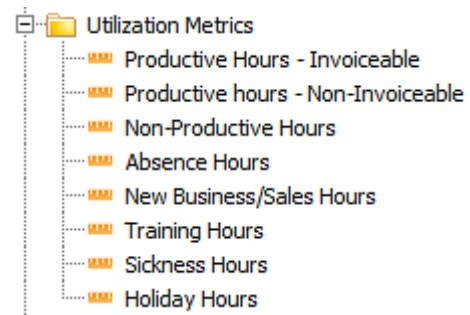 Utilization Metrics
Productive Hours - Invoiceable
Productive hours - Non-Invoiceable
Non-Productive Hours
Absence Hours
New Business/Sales Hours
Training Hours
Sickness Hours
Holiday Hours